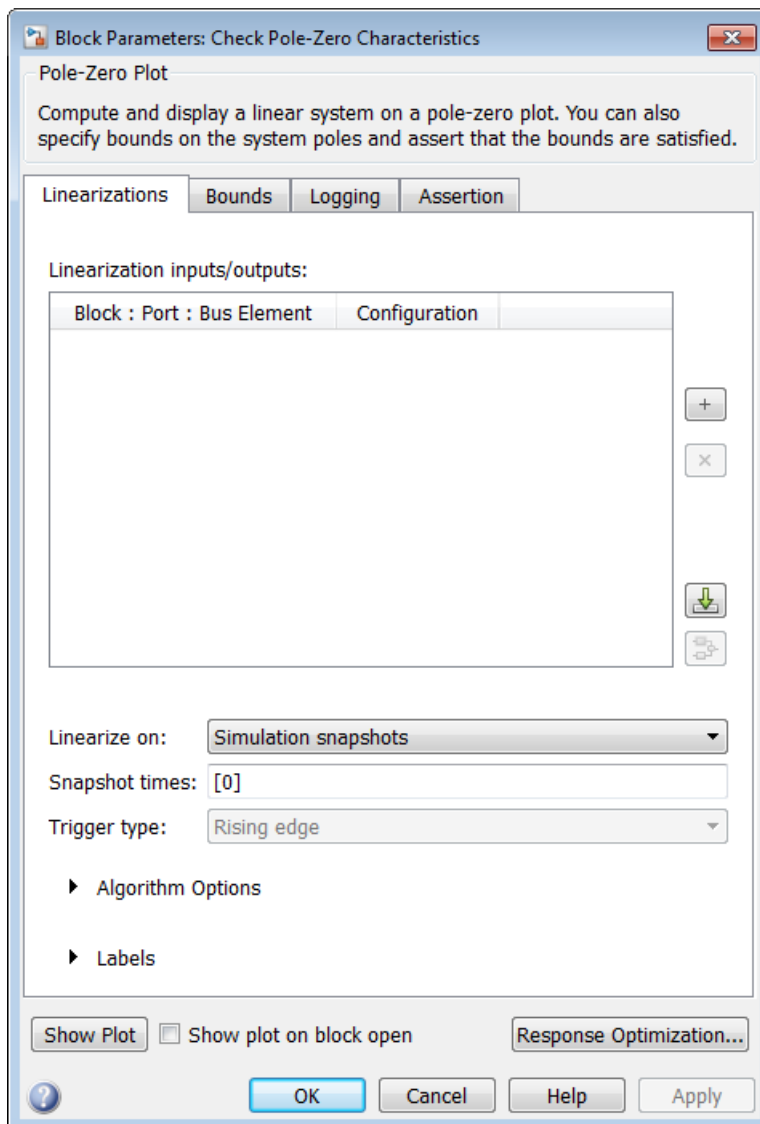 Block Parameters: Check Pole-Zero Characteristics
Pole-Zero Plot
Compute and display a linear system on a pole-zero plot. You can also
specify bounds on the system poles and assert that the bounds are satisfied.
Linearizations Bounds Logging Assertion
Linearization inputs/outputs:
Block : Port : Bus Element Configuration
Linearize on: Simulation snapshots
Snapshot times: [0]
Trigger type: Rising edge
Algorithm Options
Labels
Show Plot Show plot on block open Response Optimization...
OK Cancel Help Apply